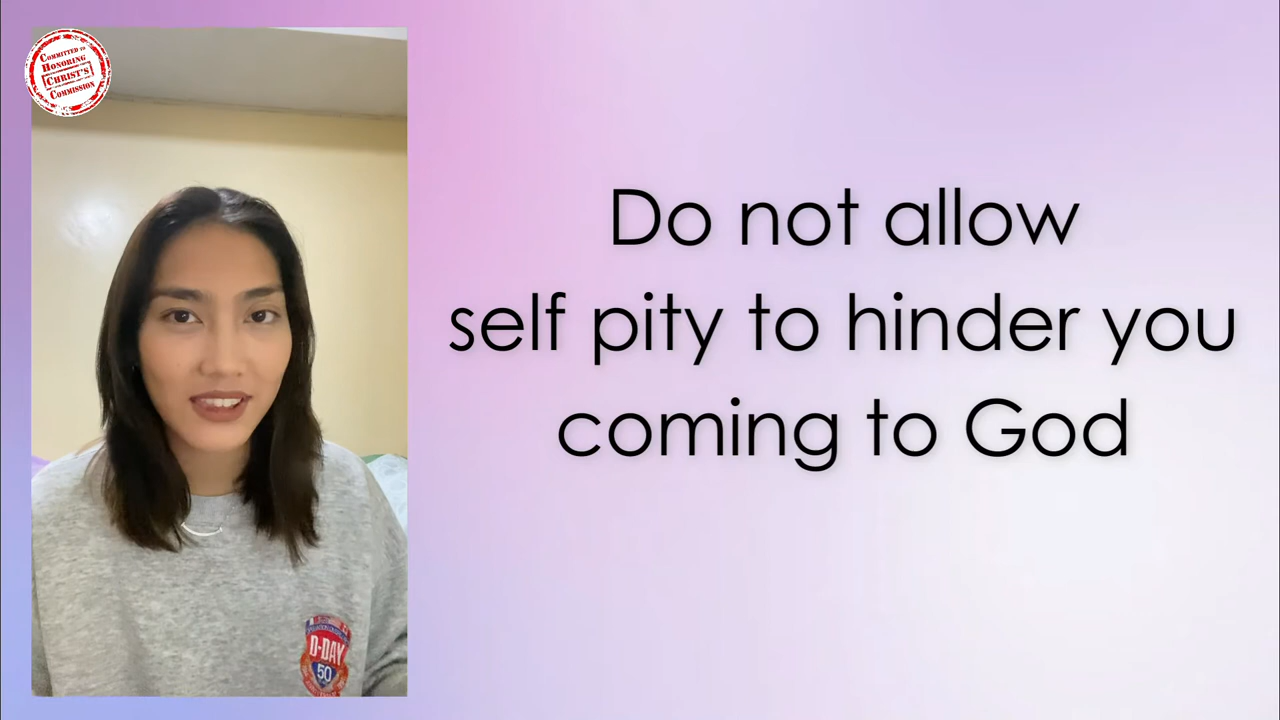 COMMITTED TO
HONORING
CHRIST'S
COMMISSION
Do not allow
self pity to hinder you
coming to God
D-DAY
50